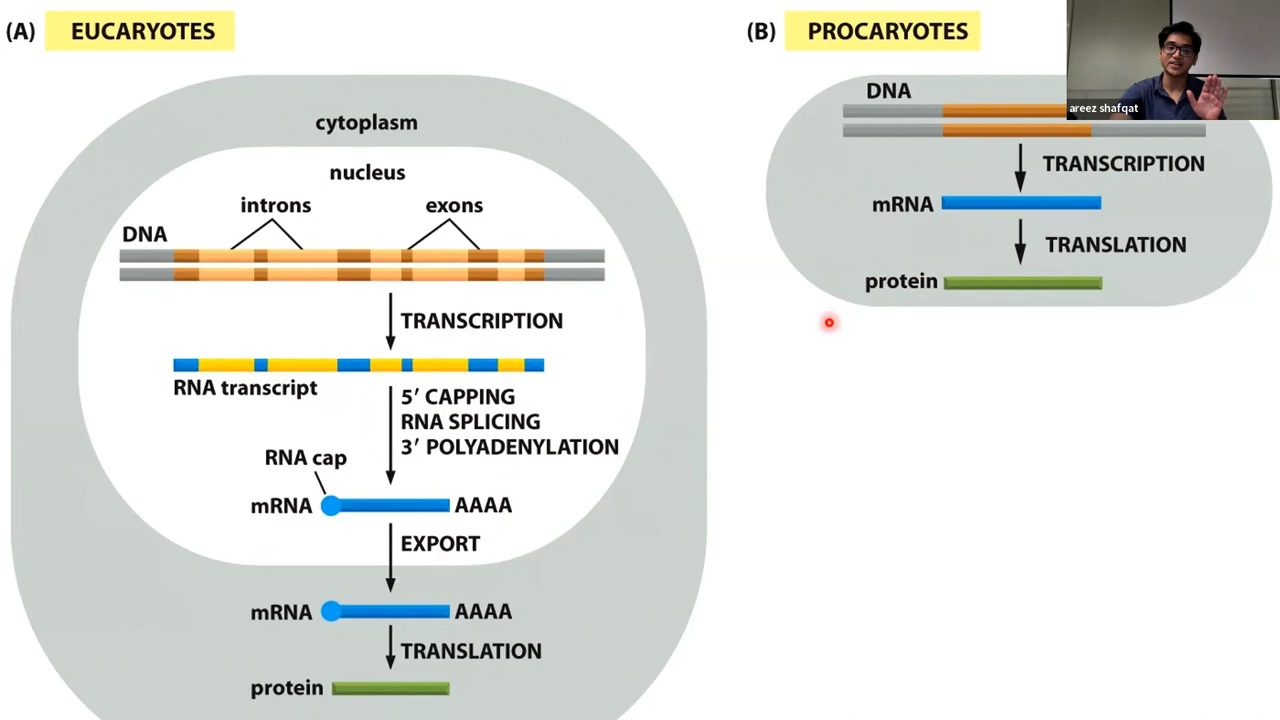 (A) EUCARYOTES
cytoplasm
nucleus
introns exons
DNA
TRANSCRIPTION
RNA transcript
5′ CAPPING
RNA SPLICING
3′ POLYADENYLATION
RNA cap
mRNA AAAA
EXPORT
mRNA AAAA
TRANSLATION
protein
(B) PROCARYOTES
areez shafqat
DNA
TRANSCRIPTION
mRNA
TRANSLATION
protein